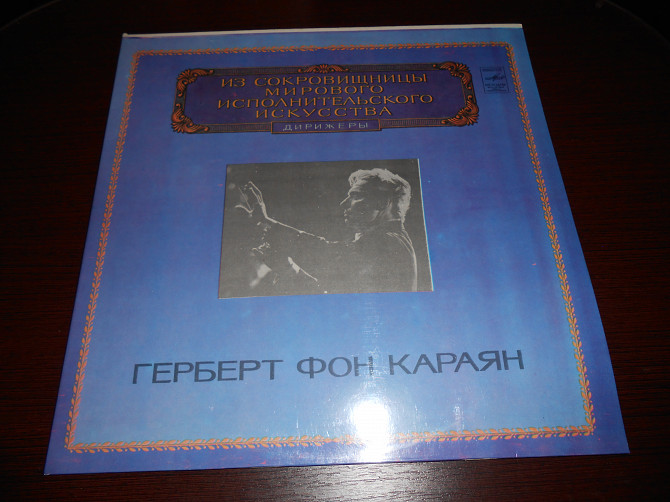 ИЗ СОКРОВИЩНИЦЫ
МИРОВОГО
ИСПОЛНИТЕЛЬСКОГО
ИСКУССТВА
ДИРИЖЕРЫ
ГЕРБЕРТ ФОН КАРАЯН